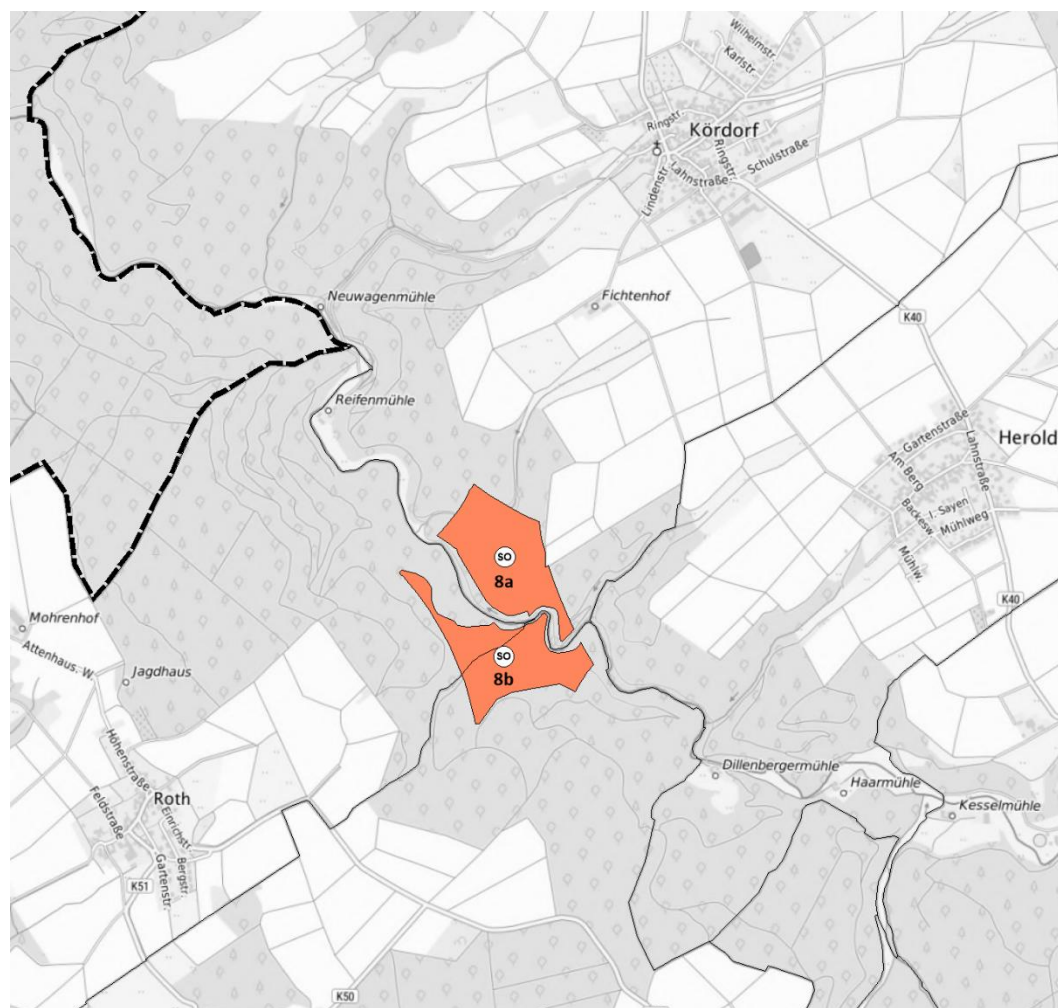 Wilhelmstr.
Karlstr.
Ringstr.
Kördorf
Ringstr.
Schulstraße
Lahnstraße
Lindenstr.
Neuwagenmühle
Fichtenhof
K40
Reifenmühle
Gartenstraße
Lahnstraße
Herold
Am Berg
I. Sayen
Backesw.
Mühlweg
Mühlw.
SO
8a
K40
Mohrenhof
Attenhaus. W.
SO
8b
Jagdhaus
Höhenstraße
Dillenbergermühle
Haarmühle
Kesselmühle
Roth
Feldstraße
Einrichstr.
Bergstr.
Gartenstr.
K51
K50